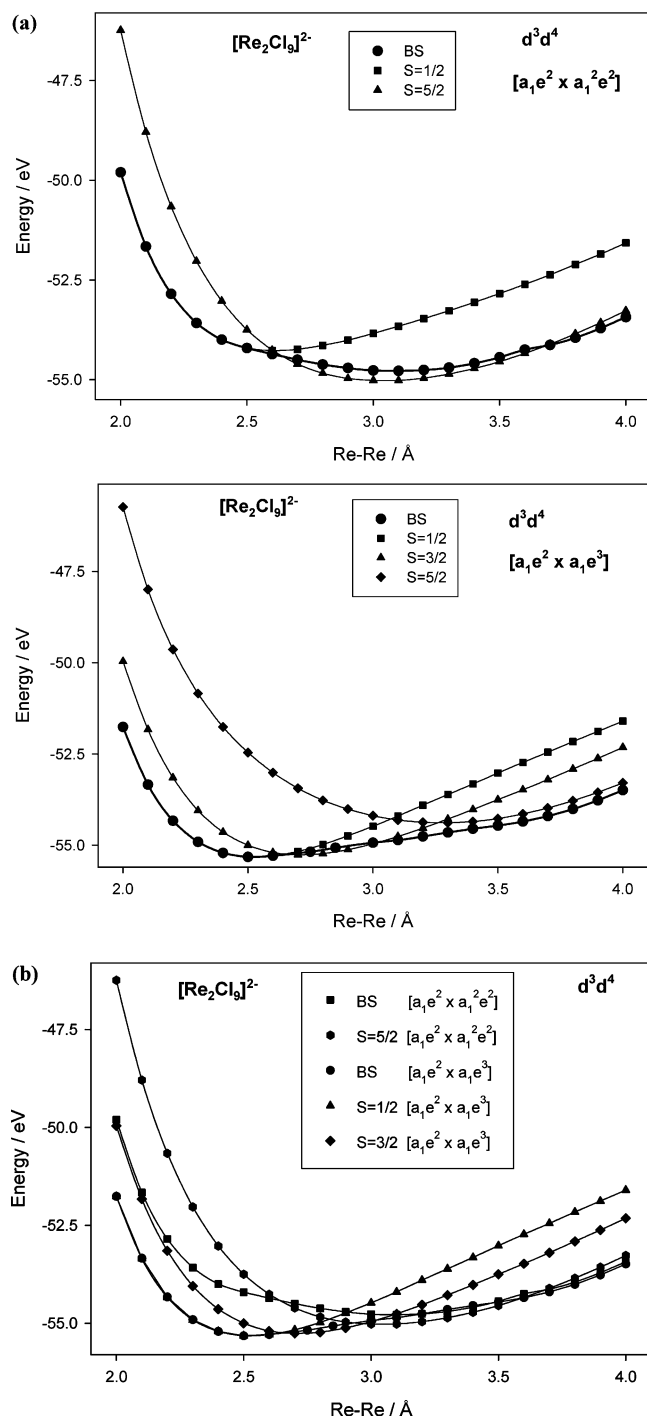 (a)
[Re₂Cl₉]²⁻
d³d⁴
[a₁e² x a₁²e²]
BS
S=1/2
S=5/2
-47.5
-50.0
-52.5
-55.0
Energy / eV
2.0 2.5 3.0 3.5 4.0
Re-Re / Å
[Re₂Cl₉]²⁻
d³d⁴
[a₁e² x a₁e³]
BS
S=1/2
S=3/2
S=5/2
-47.5
-50.0
-52.5
-55.0
Energy / eV
2.0 2.5 3.0 3.5 4.0
Re-Re / Å
(b)
[Re₂Cl₉]²⁻
d³d⁴
BS [a₁e² x a₁²e²]
S=5/2 [a₁e² x a₁²e²]
BS [a₁e² x a₁e³]
S=1/2 [a₁e² x a₁e³]
S=3/2 [a₁e² x a₁e³]
-47.5
-50.0
-52.5
-55.0
Energy / eV
2.0 2.5 3.0 3.5 4.0
Re-Re / Å